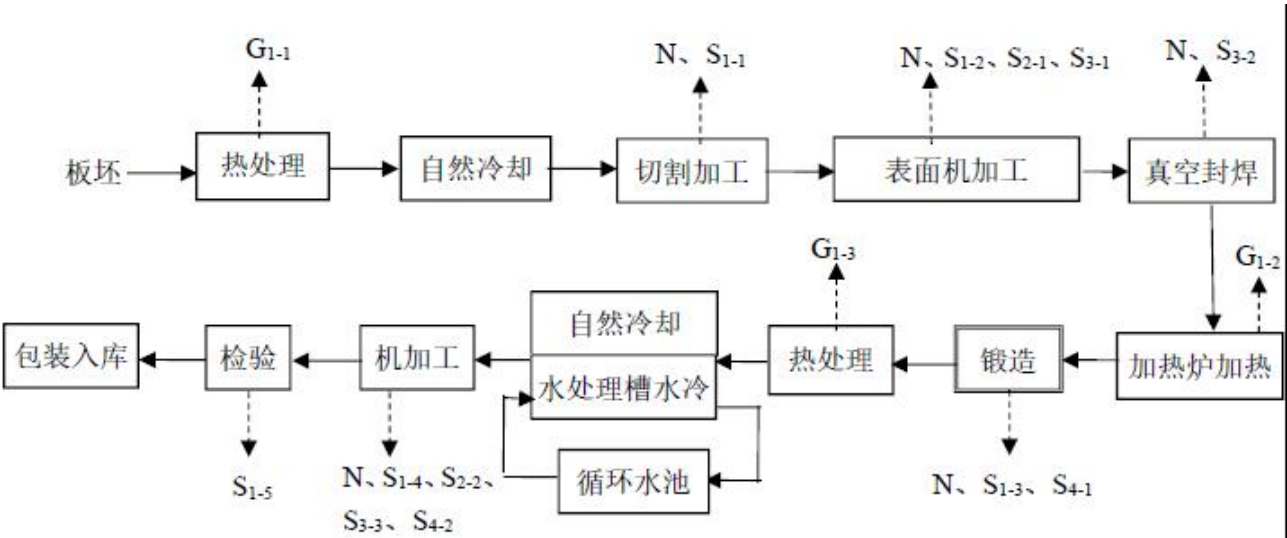 G1-1
N、S1-1
N、S1-2、S2-1、S3-1
N、S3-2
板坯
热处理
自然冷却
切割加工
表面机加工
真空封焊
G1-3
G1-2
包装入库
检验
机加工
自然冷却
水处理槽水冷
热处理
锻造
加热炉加热
循环水池
S1-5
N、S1-4、S2-2、
S3-3、S4-2
N、S1-3、S4-1